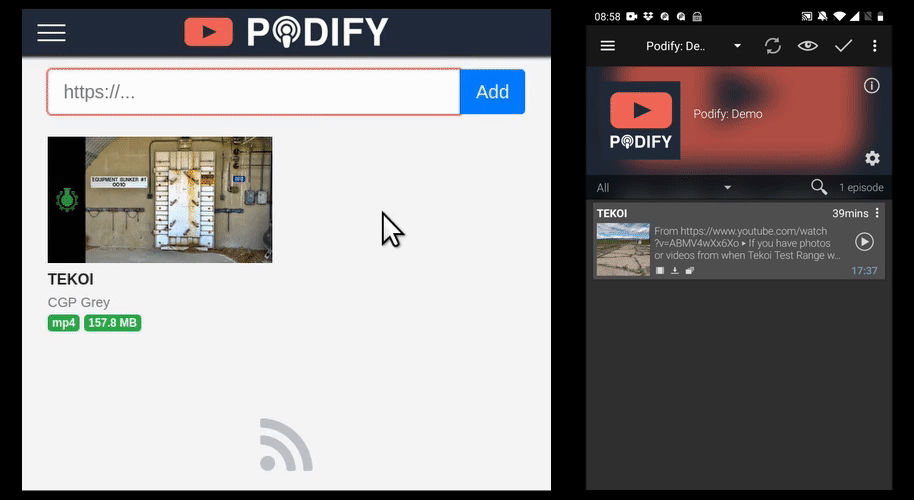 PODIFY
https://...
Add
EQUIPMENT BUNKER #1
0010
TEKOI
CGP Grey
mp4 157.8 MB
08:58
Podify: De..
Podify: Demo
PODIFY
All
1 episode
TEKOI
39mins
From https://www.youtube.com/watch
?v=ABMV4wXx6Xo ▸ If you have photos
or videos from when Tekoi Test Range w...
17:37